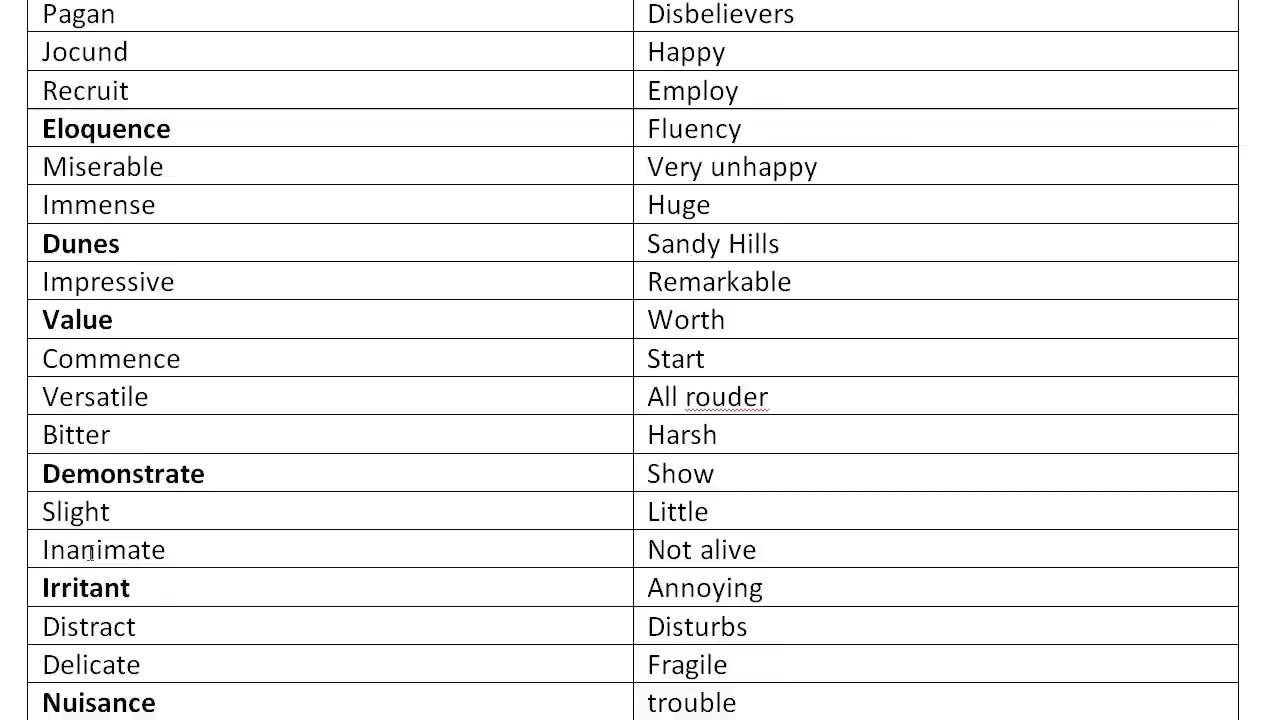 Pagan Disbelievers
Jocund Happy
Recruit Employ
Eloquence Fluency
Miserable Very unhappy
Immense Huge
Dunes Sandy Hills
Impressive Remarkable
Value Worth
Commence Start
Versatile All rouder
Bitter Harsh
Demonstrate Show
Slight Little
Inanimate Not alive
Irritant Annoying
Distract Disturbs
Delicate Fragile
Nuisance trouble